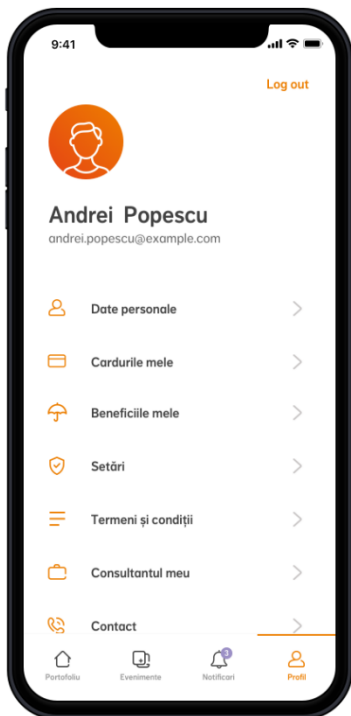 9:41
Log out
Andrei Popescu
andrei.popescu@example.com
Date personale
Cardurile mele
Beneficiile mele
Setări
Termeni și condiții
Consultantul meu
Contact
3
Portofoliu Evenimente Notificari Profil